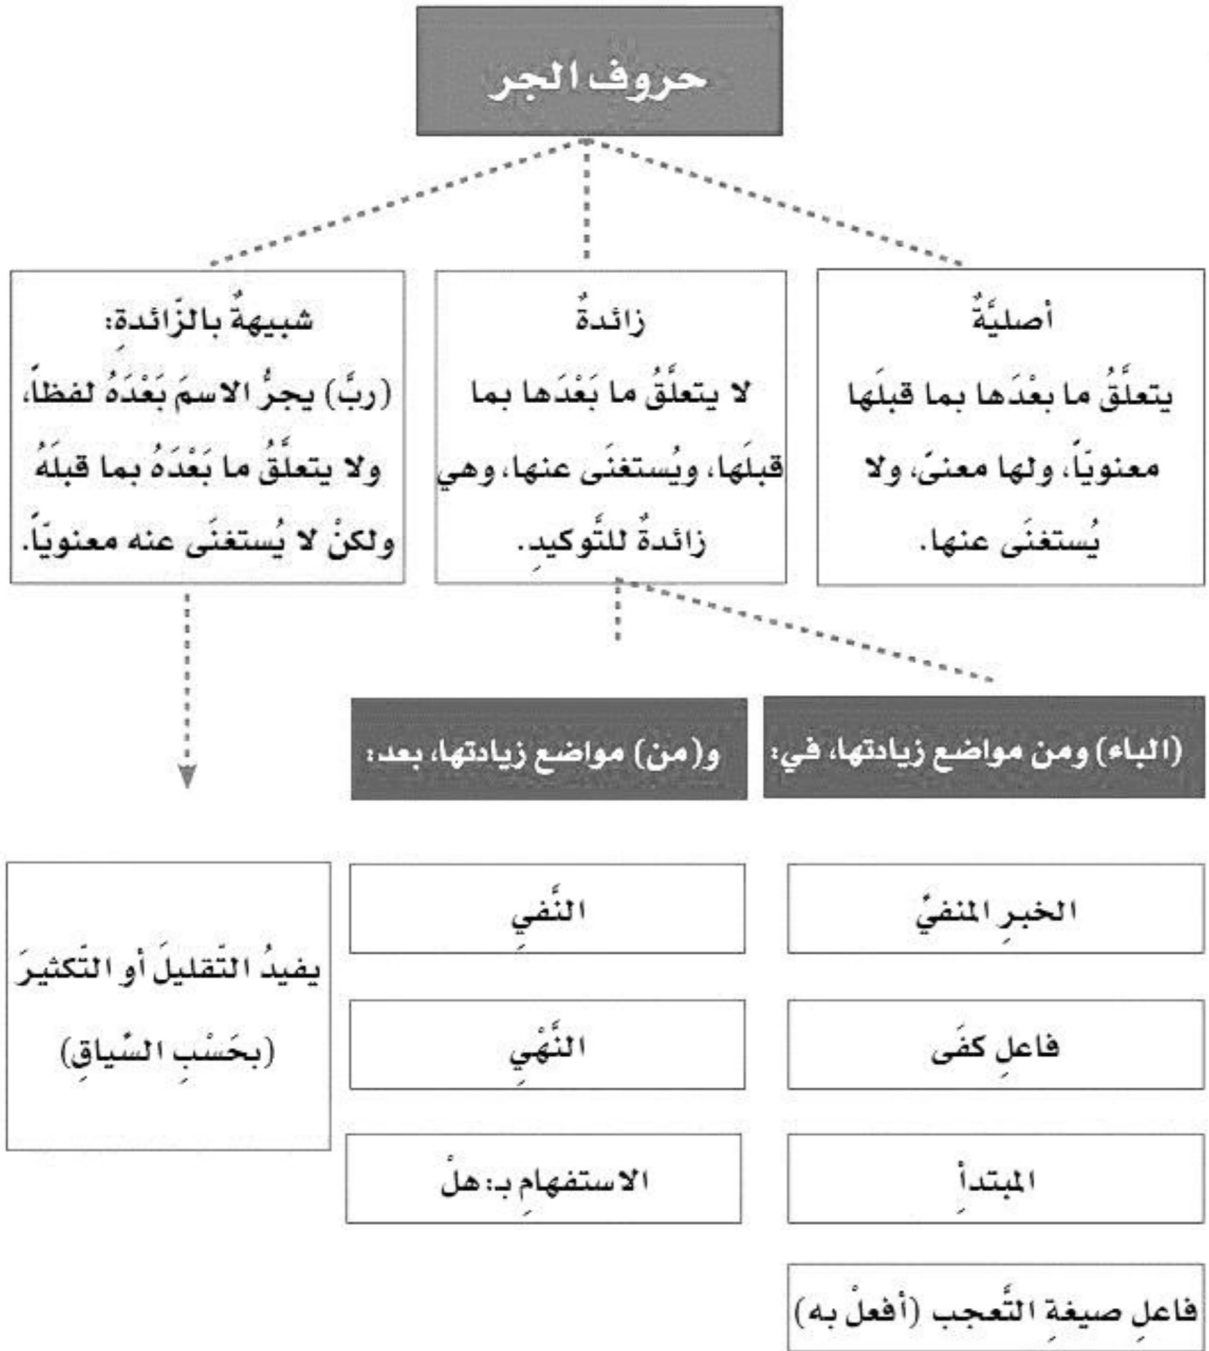 حروف الجر
أصليَّةٌ
يتعلَّقُ ما بعْدَها بما قبلَها
معنويّاً، ولها معنىً، ولا
يُستغنَى عنها.
زائدةٌ
لا يتعلَّقُ ما بَعْدَها بما
قبلَها، ويُستغنَى عنها، وهي
زائدةٌ للتَّوكيدِ.
شبيهةٌ بالزّائدةِ:
(ربَّ) يجرُّ الاسمَ بَعْدَهُ لفظاً،
ولا يتعلَّقُ ما بَعْدَهُ بما قبلَهُ
ولكنْ لا يُستغنَى عنه معنويّاً.
(الباء) ومن مواضع زيادتها، في:
الخبرِ المنفيِّ
فاعلِ كفَى
المبتدأِ
فاعلِ صيغةِ التَّعجب (أفعلْ به)
و(من) مواضع زيادتها، بعد:
النَّفيِ
النَّهْيِ
الاستفهامِ بـ: هلْ
يفيدُ التّقليلَ أو التّكثيرَ
(بحَسْبِ السِّياقِ)